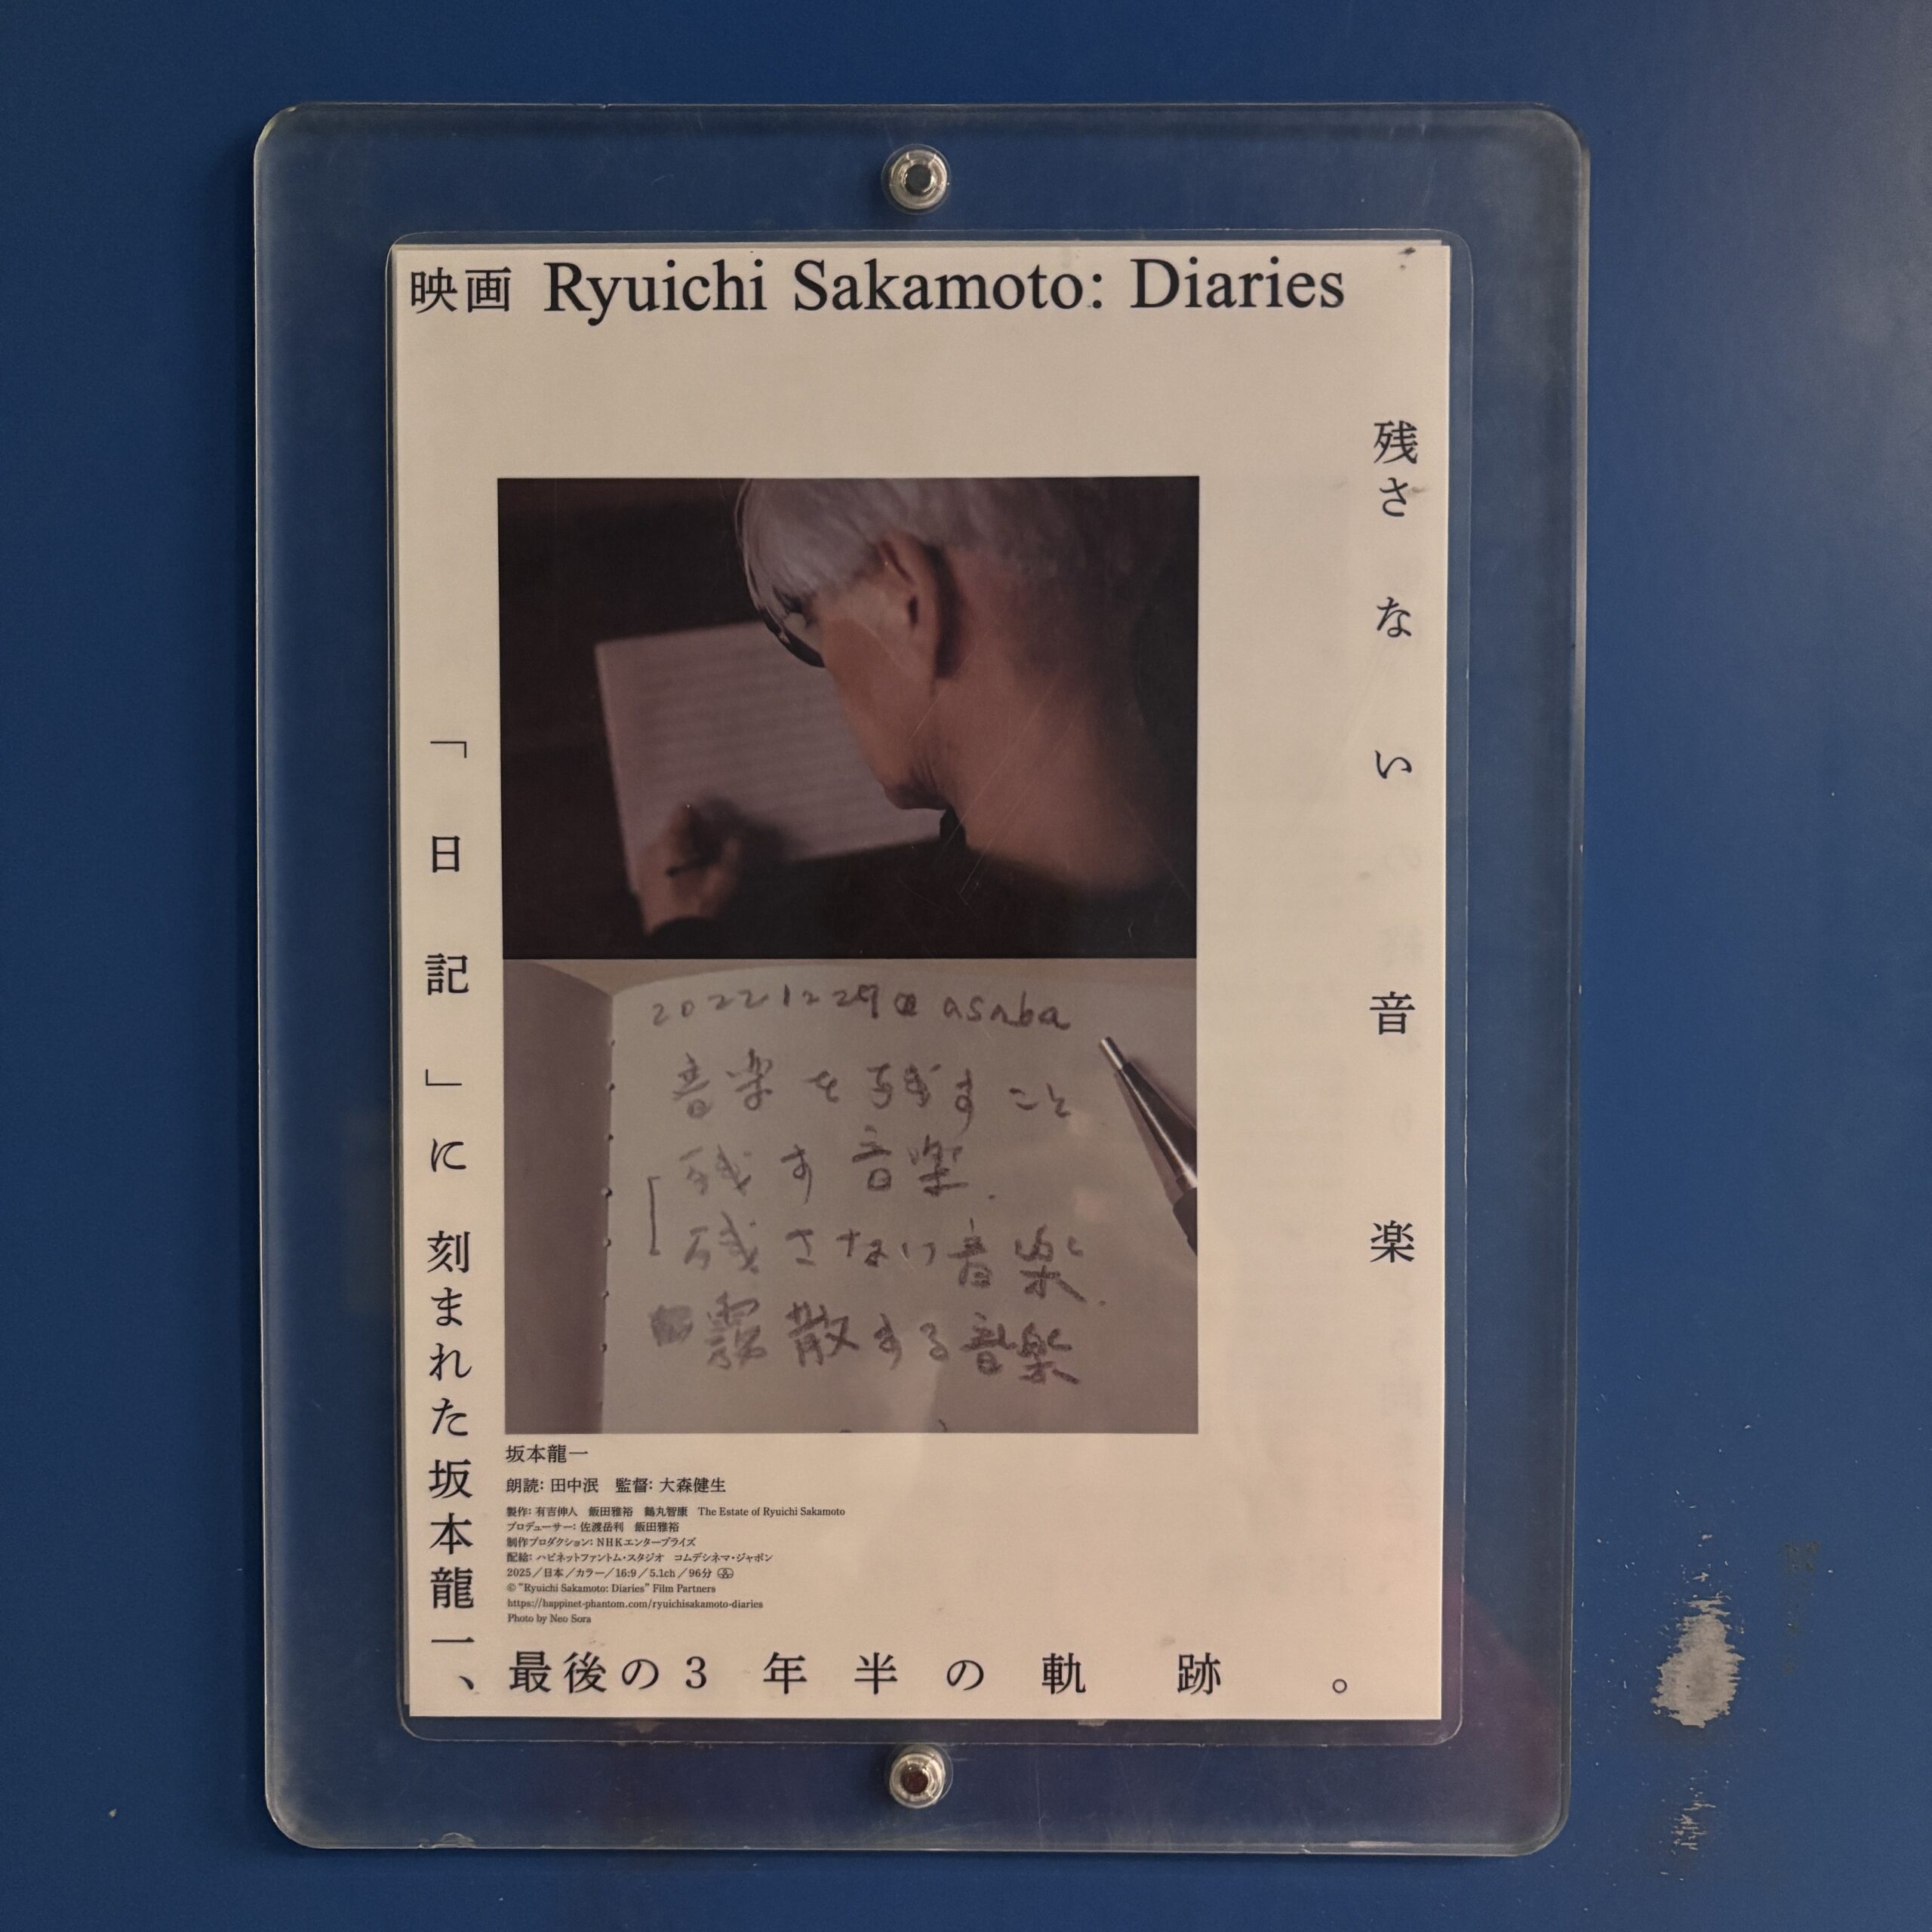 映画 Ryuichi Sakamoto: Diaries
残さない音楽
20221229 @ asaba
音楽を残すこと
残す音楽.
残さない音楽.
霧散する音楽
「日記」に刻まれた坂本龍一、
最後の3年半の軌跡。
坂本龍一
朗読: 田中泯 監督: 大森健生
製作: 有吉伸人 飯田雅裕 鶴丸智康 The Estate of Ryuichi Sakamoto
プロデューサー: 佐渡岳利 飯田雅裕
制作プロダクション: NHKエンタープライズ
配給: ハピネットファントム・スタジオ コムデシネマ・ジャポン
2025/日本/カラー/16:9/5.1ch/96分
© "Ryuichi Sakamoto: Diaries" Film Partners
https://happinet-phantom.com/ryuichisakamoto-diaries
Photo by Neo Sora